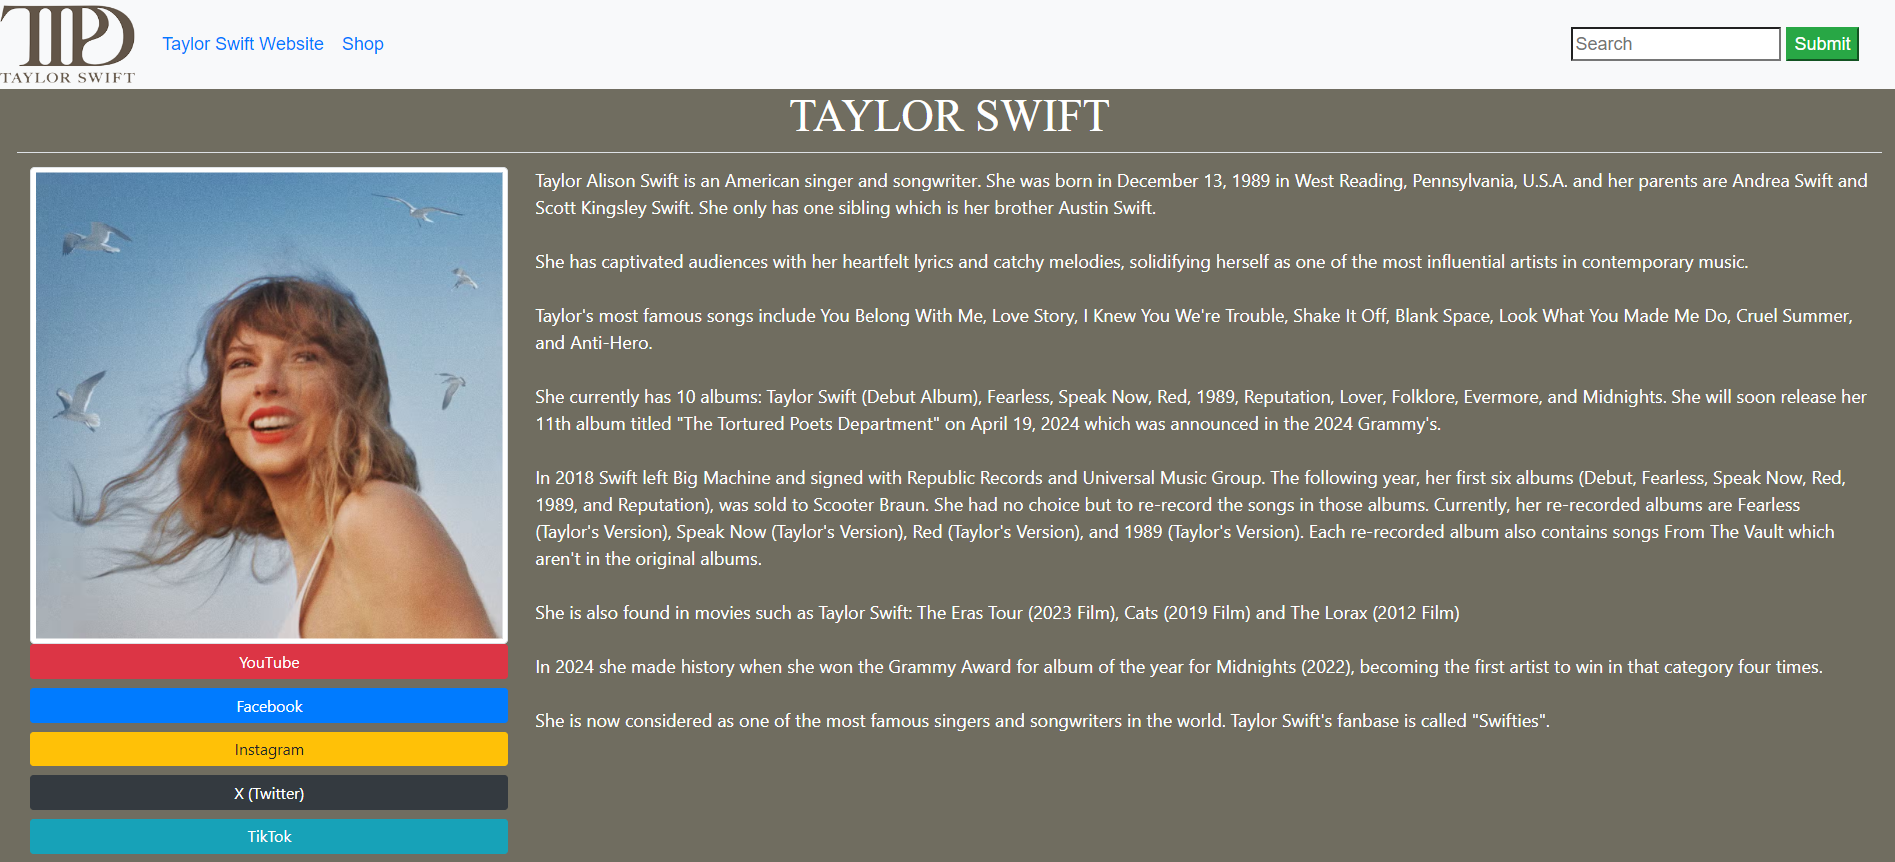 TTPD
TAYLOR SWIFT
Taylor Swift Website
Shop
Search
Submit
TAYLOR SWIFT
Taylor Alison Swift is an American singer and songwriter. She was born in December 13, 1989 in West Reading, Pennsylvania, U.S.A. and her parents are Andrea Swift and
Scott Kingsley Swift. She only has one sibling which is her brother Austin Swift.
She has captivated audiences with her heartfelt lyrics and catchy melodies, solidifying herself as one of the most influential artists in contemporary music.
Taylor's most famous songs include You Belong With Me, Love Story, I Knew You We're Trouble, Shake It Off, Blank Space, Look What You Made Me Do, Cruel Summer,
and Anti-Hero.
She currently has 10 albums: Taylor Swift (Debut Album), Fearless, Speak Now, Red, 1989, Reputation, Lover, Folklore, Evermore, and Midnights. She will soon release her
11th album titled "The Tortured Poets Department" on April 19, 2024 which was announced in the 2024 Grammy's.
In 2018 Swift left Big Machine and signed with Republic Records and Universal Music Group. The following year, her first six albums (Debut, Fearless, Speak Now, Red,
1989, and Reputation), was sold to Scooter Braun. She had no choice but to re-record the songs in those albums. Currently, her re-recorded albums are Fearless
(Taylor's Version), Speak Now (Taylor's Version), Red (Taylor's Version), and 1989 (Taylor's Version). Each re-recorded album also contains songs From The Vault which
aren't in the original albums.
She is also found in movies such as Taylor Swift: The Eras Tour (2023 Film), Cats (2019 Film) and The Lorax (2012 Film)
In 2024 she made history when she won the Grammy Award for album of the year for Midnights (2022), becoming the first artist to win in that category four times.
She is now considered as one of the most famous singers and songwriters in the world. Taylor Swift's fanbase is called "Swifties".
YouTube
Facebook
Instagram
X (Twitter)
TikTok